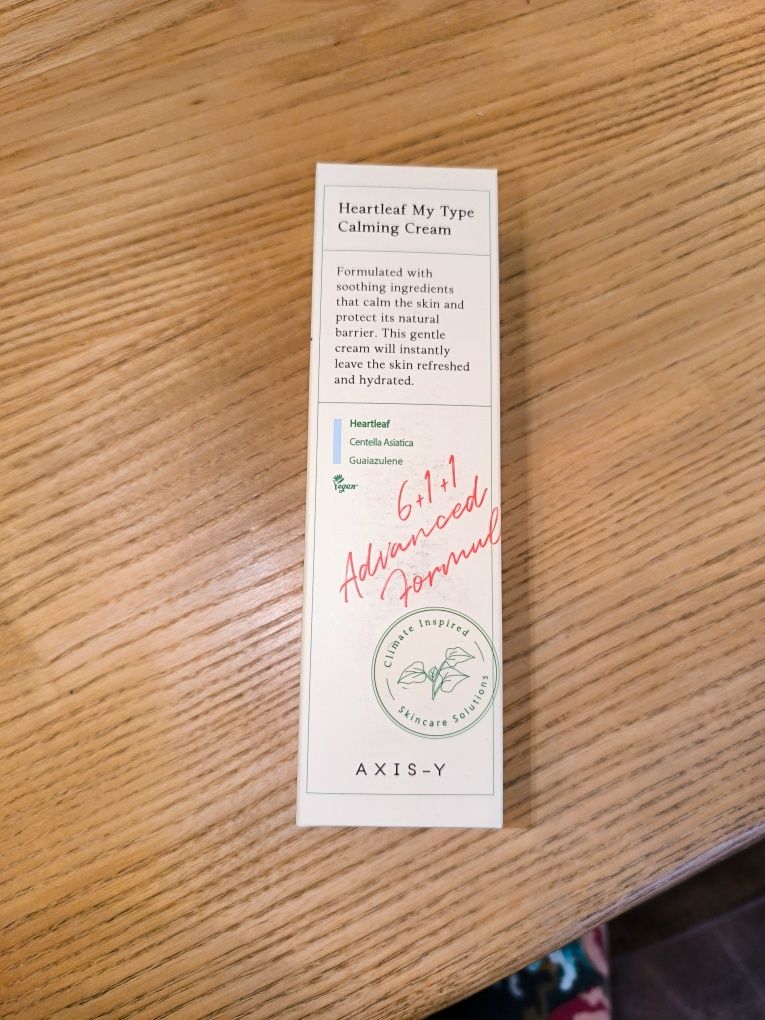 Heartleaf My Type
Calming Cream
Formulated with
soothing ingredients
that calm the skin and
protect its natural
barrier. This gentle
cream will instantly
leave the skin refreshed
and hydrated.
Heartleaf
Centella Asiatica
Guaiazulene
Vegan
6+1+1
Advanced
Formul
Climate Inspired
Skincare Solutions
AXIS-Y